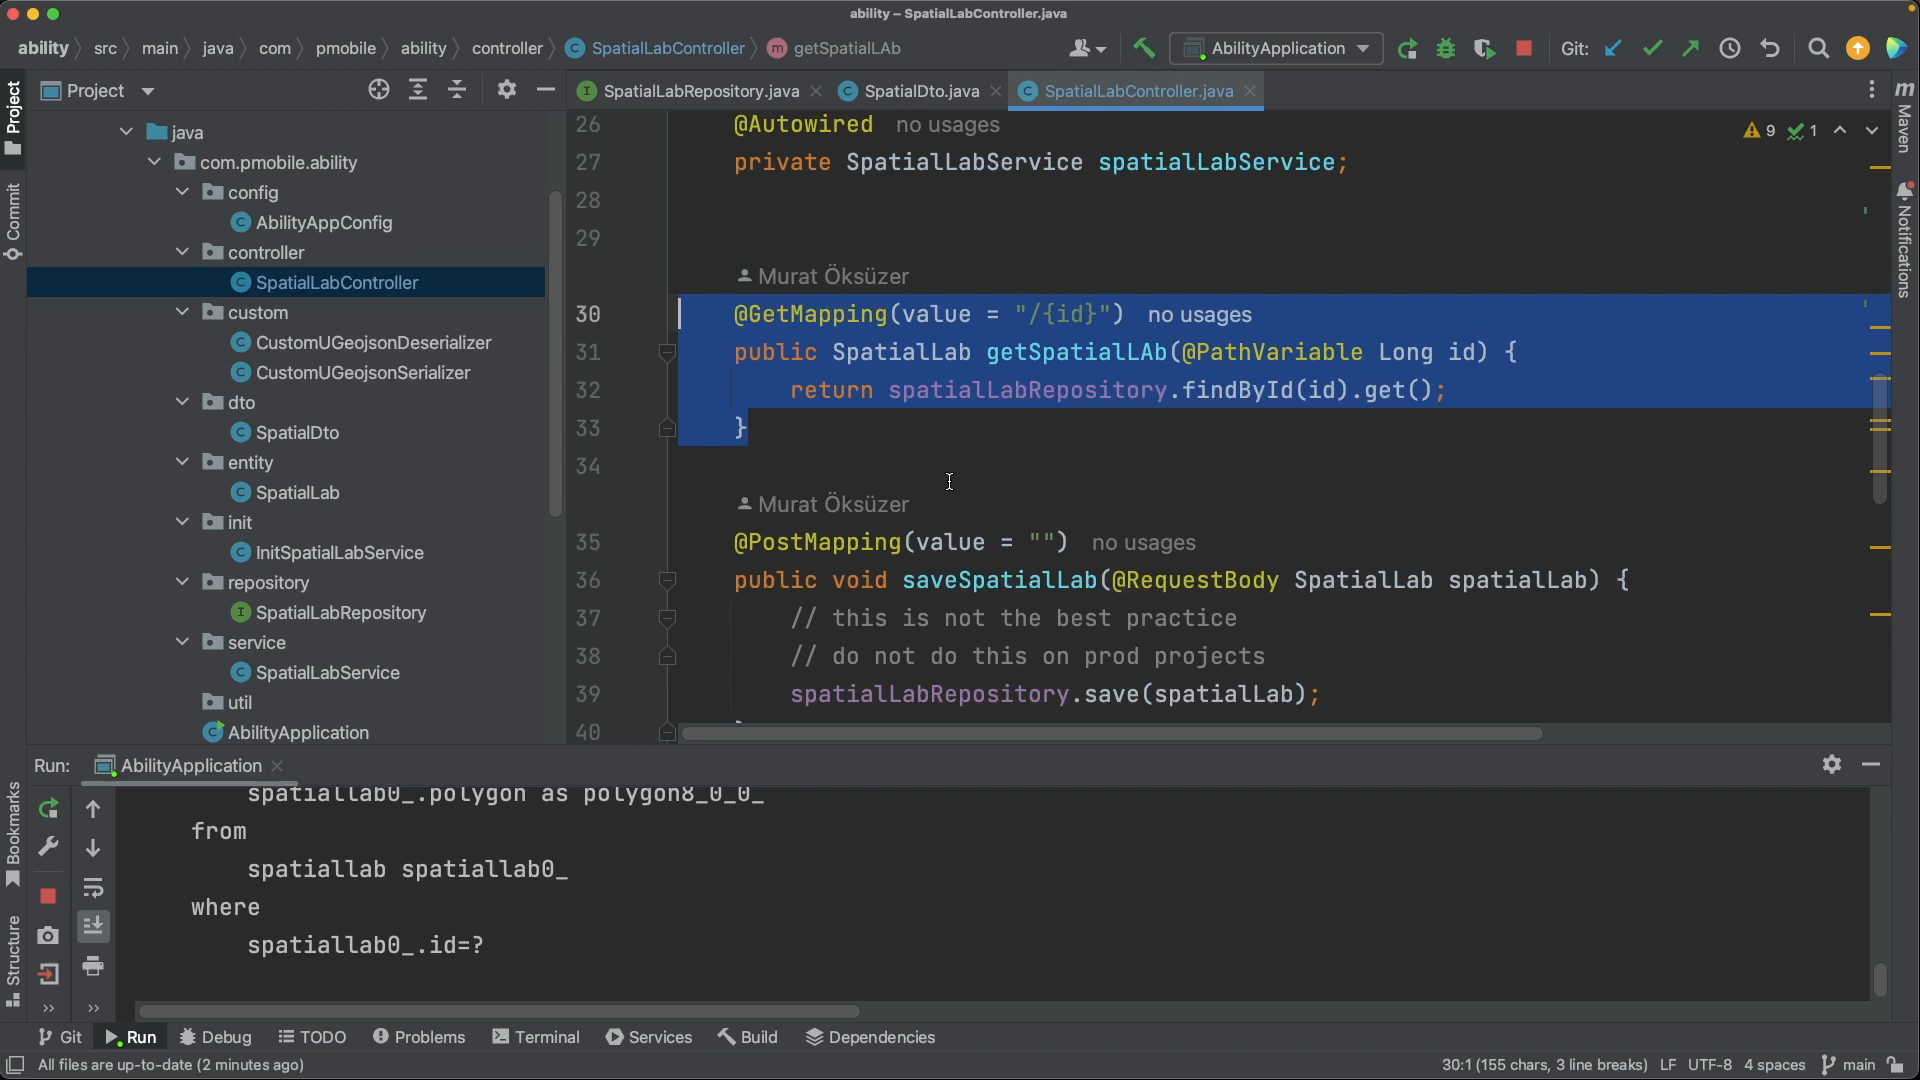 ability – SpatialLabController.java
ability src main java com pmobile ability controller SpatialLabController getSpatialLAb AbilityApplication Git:
Project
Commit
Bookmarks
Structure
Project
java
com.pmobile.ability
config
AbilityAppConfig
controller
SpatialLabController
custom
CustomUGeojsonDeserializer
CustomUGeojsonSerializer
dto
SpatialDto
entity
SpatialLab
init
InitSpatialLabService
repository
SpatialLabRepository
service
SpatialLabService
util
AbilityApplication
SpatialLabRepository.java SpatialDto.java SpatialLabController.java
9 1
26 @Autowired no usages
27 private SpatialLabService spatialLabService;
28
29
Murat Öksüzer
30 @GetMapping(value = "/{id}") no usages
31 public SpatialLab getSpatialLAb(@PathVariable Long id) {
32 return spatialLabRepository.findById(id).get();
33 }
34
Murat Öksüzer
35 @PostMapping(value = "") no usages
36 public void saveSpatialLab(@RequestBody SpatialLab spatialLab) {
37 // this is not the best practice
38 // do not do this on prod projects
39 spatialLabRepository.save(spatialLab);
40 }
m Maven
Notifications
Run: AbilityApplication
spatiallab0_.polygon as polygon8_0_0_
from
spatiallab spatiallab0_
where
spatiallab0_.id=?
Git Run Debug TODO Problems Terminal Services Build Dependencies
All files are up-to-date (2 minutes ago) 30:1 (155 chars, 3 line breaks) LF UTF-8 4 spaces main